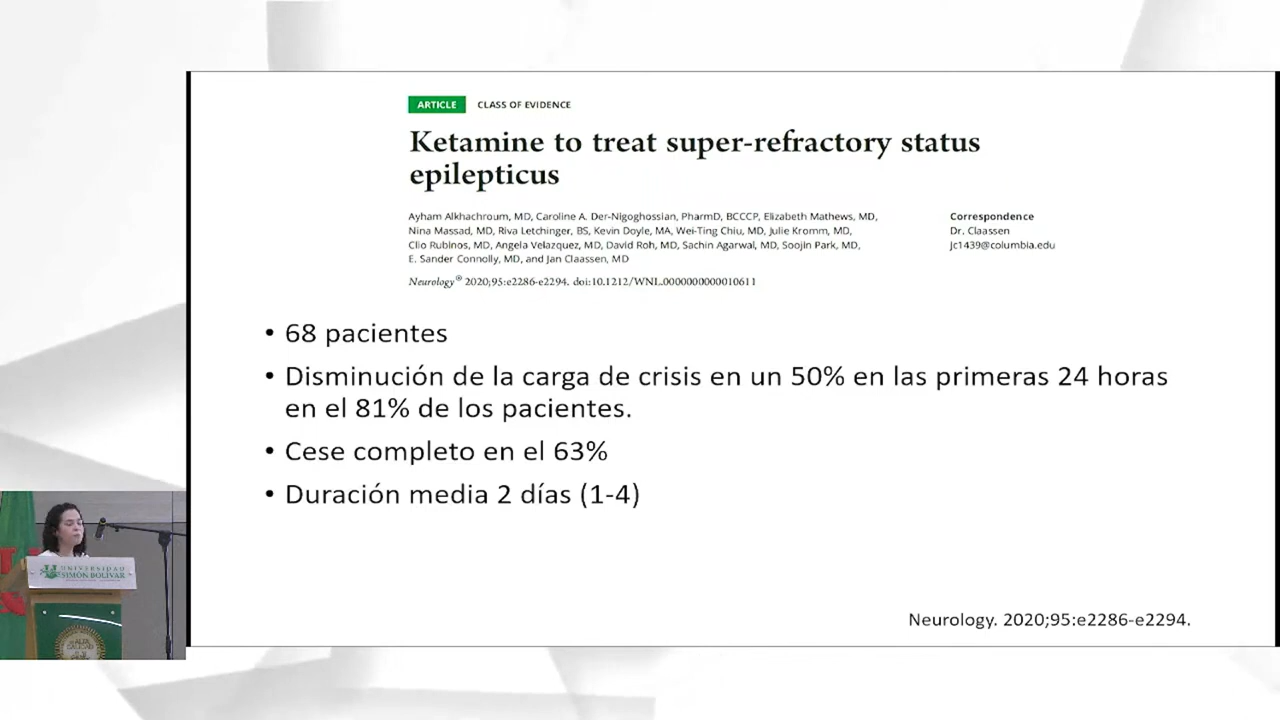 ARTICLE CLASS OF EVIDENCE
Ketamine to treat super-refractory status
epilepticus
Ayham Alkhachroum, MD, Caroline A. Der-Nigoghossian, PharmD, BCCCP, Elizabeth Mathews, MD,
Nina Massad, MD, Riva Letchinger, BS, Kevin Doyle, MA, Wei-Ting Chiu, MD, Julie Kromm, MD,
Clio Rubinos, MD, Angela Velazquez, MD, David Roh, MD, Sachin Agarwal, MD, Soojin Park, MD,
E. Sander Connolly, MD, and Jan Claassen, MD
Correspondence
Dr. Claassen
jc1439@columbia.edu
Neurology® 2020;95:e2286-e2294. doi:10.1212/WNL.0000000000010611
• 68 pacientes
• Disminución de la carga de crisis en un 50% en las primeras 24 horas
en el 81% de los pacientes.
• Cese completo en el 63%
• Duración media 2 días (1-4)
Neurology. 2020;95:e2286-e2294.
UNIVERSIDAD
SIMÓN BOLÍVAR